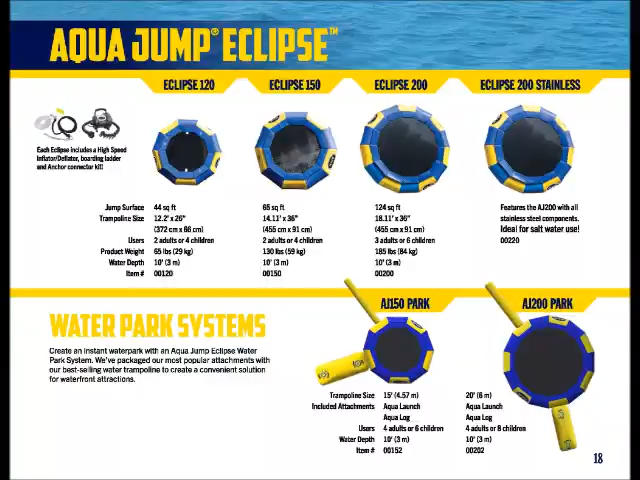 AQUA JUMP® ECLIPSE™
ECLIPSE 120 ECLIPSE 150 ECLIPSE 200 ECLIPSE 200 STAINLESS
Each Eclipse includes a High Speed
Inflator/Deflator, boarding ladder
and Anchor connector kit!
Jump Surface 44 sq ft 65 sq ft 124 sq ft
Trampoline Size 12.2' x 26" 14.11' x 36" 18.11' x 36"
(372 cm x 66 cm) (455 cm x 91 cm) (455 cm x 91 cm)
Users 2 adults or 4 children 2 adults or 4 children 3 adults or 6 children
Product Weight 65 lbs (29 kg) 130 lbs (59 kg) 185 lbs (84 kg)
Water Depth 10' (3 m) 10' (3 m) 10' (3 m)
Item # 00120 00150 00200
Features the AJ200 with all
stainless steel components.
Ideal for salt water use!
00220
WATER PARK SYSTEMS
Create an instant waterpark with an Aqua Jump Eclipse Water
Park System. We've packaged our most popular attachments with
our best-selling water trampoline to create a convenient solution
for waterfront attractions.
AJ150 PARK AJ200 PARK
Trampoline Size 15' (4.57 m) 20' (6 m)
Included Attachments Aqua Launch Aqua Launch
Aqua Log Aqua Log
Users 4 adults or 6 children 4 adults or 8 children
Water Depth 10' (3 m) 10' (3 m)
Item # 00152 00202
18